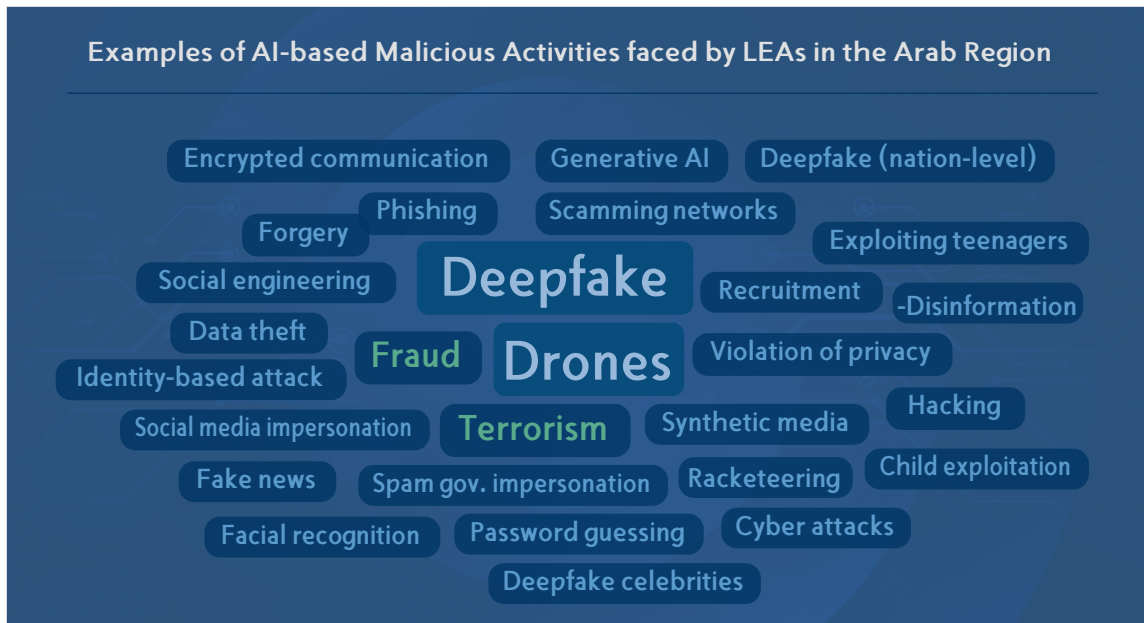 Examples of AI-based Malicious Activities faced by LEAs in the Arab Region
Encrypted communication
Generative AI
Deepfake (nation-level)
Phishing
Scamming networks
Forgery
Exploiting teenagers
Social engineering
Deepfake
Recruitment
-Disinformation
Data theft
Fraud
Drones
Violation of privacy
Identity-based attack
Hacking
Social media impersonation
Terrorism
Synthetic media
Fake news
Spam gov. impersonation
Racketeering
Child exploitation
Facial recognition
Password guessing
Cyber attacks
Deepfake celebrities